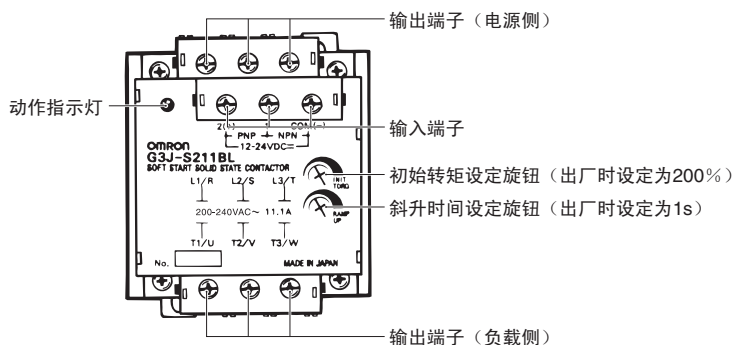 输出端子（电源侧）
动作指示灯
2(+) 1 COM(−)
PNP NPN
12-24VDC
输入端子
OMRON
G3J-S211BL
SOFT START SOLID STATE CONTACTOR
L1/R L2/S L3/T
INIT
TORQ
初始转矩设定旋钮（出厂时设定为200%）
200-240VAC~ 11.1A
RAMP
UP
斜升时间设定旋钮（出厂时设定为1s）
T1/U T2/V T3/W
No. MADE IN JAPAN
输出端子（负载侧）